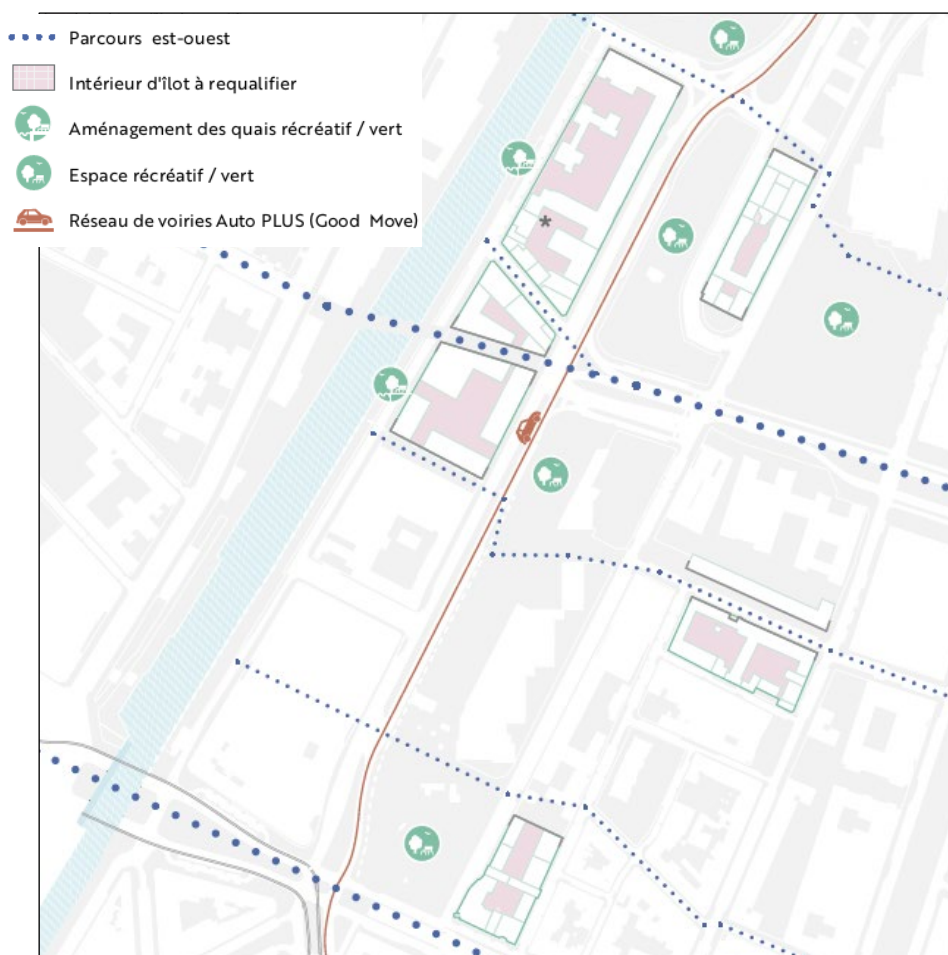 Parcours est-ouest
Intérieur d'îlot à requalifier
Aménagement des quais récréatif / vert
Espace récréatif / vert
Réseau de voiries Auto PLUS (Good Move)
*